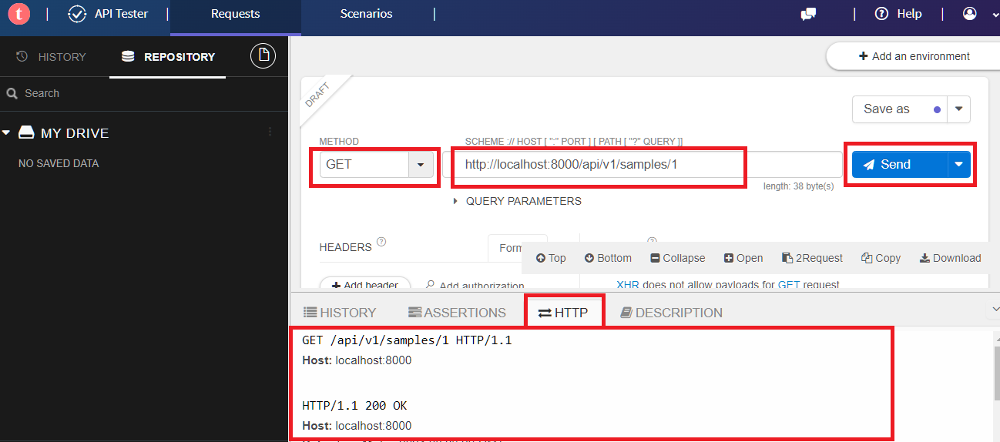 t API Tester Requests Scenarios Help
HISTORY REPOSITORY
Add an environment
Search
DRAFT
Save as
MY DRIVE
NO SAVED DATA
METHOD SCHEME :// HOST [ ":" PORT ] [ PATH [ "?" QUERY ]]
GET http://localhost:8000/api/v1/samples/1 Send
length: 38 byte(s)
QUERY PARAMETERS
HEADERS ? Form
Top Bottom Collapse Open 2Request Copy Download
Add header Add authorization
XHR does not allow payloads for GET request
HISTORY ASSERTIONS HTTP DESCRIPTION
GET /api/v1/samples/1 HTTP/1.1
Host: localhost:8000
HTTP/1.1 200 OK
Host: localhost:8000